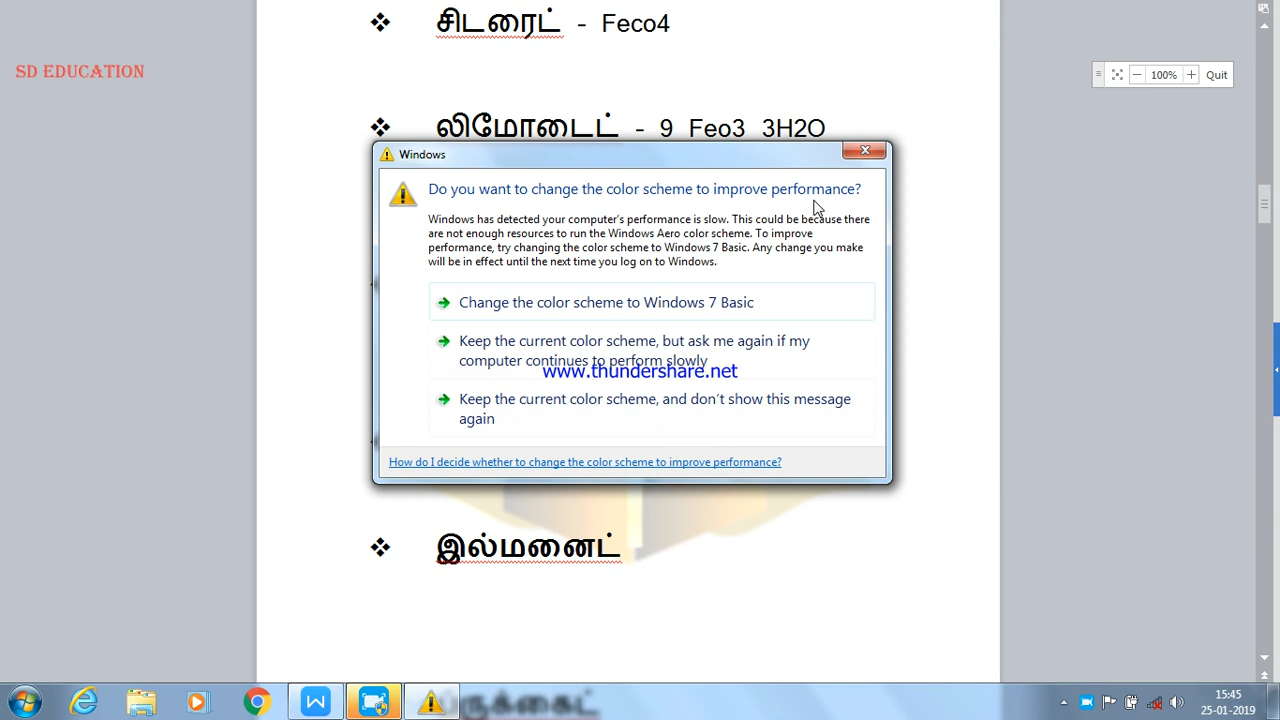 ❖ சிடரைட் - Feco4
SD EDUCATION
100% Quit
❖ லிமோடைட் - 9 Feo3 3H2O
Windows
Do you want to change the color scheme to improve performance?
Windows has detected your computer's performance is slow. This could be because there
are not enough resources to run the Windows Aero color scheme. To improve
performance, try changing the color scheme to Windows 7 Basic. Any change you make
will be in effect until the next time you log on to Windows.
Change the color scheme to Windows 7 Basic
Keep the current color scheme, but ask me again if my
computer continues to perform slowly
www.thundershare.net
Keep the current color scheme, and don't show this message
again
How do I decide whether to change the color scheme to improve performance?
❖ இல்மனைட்
15:45
25-01-2019